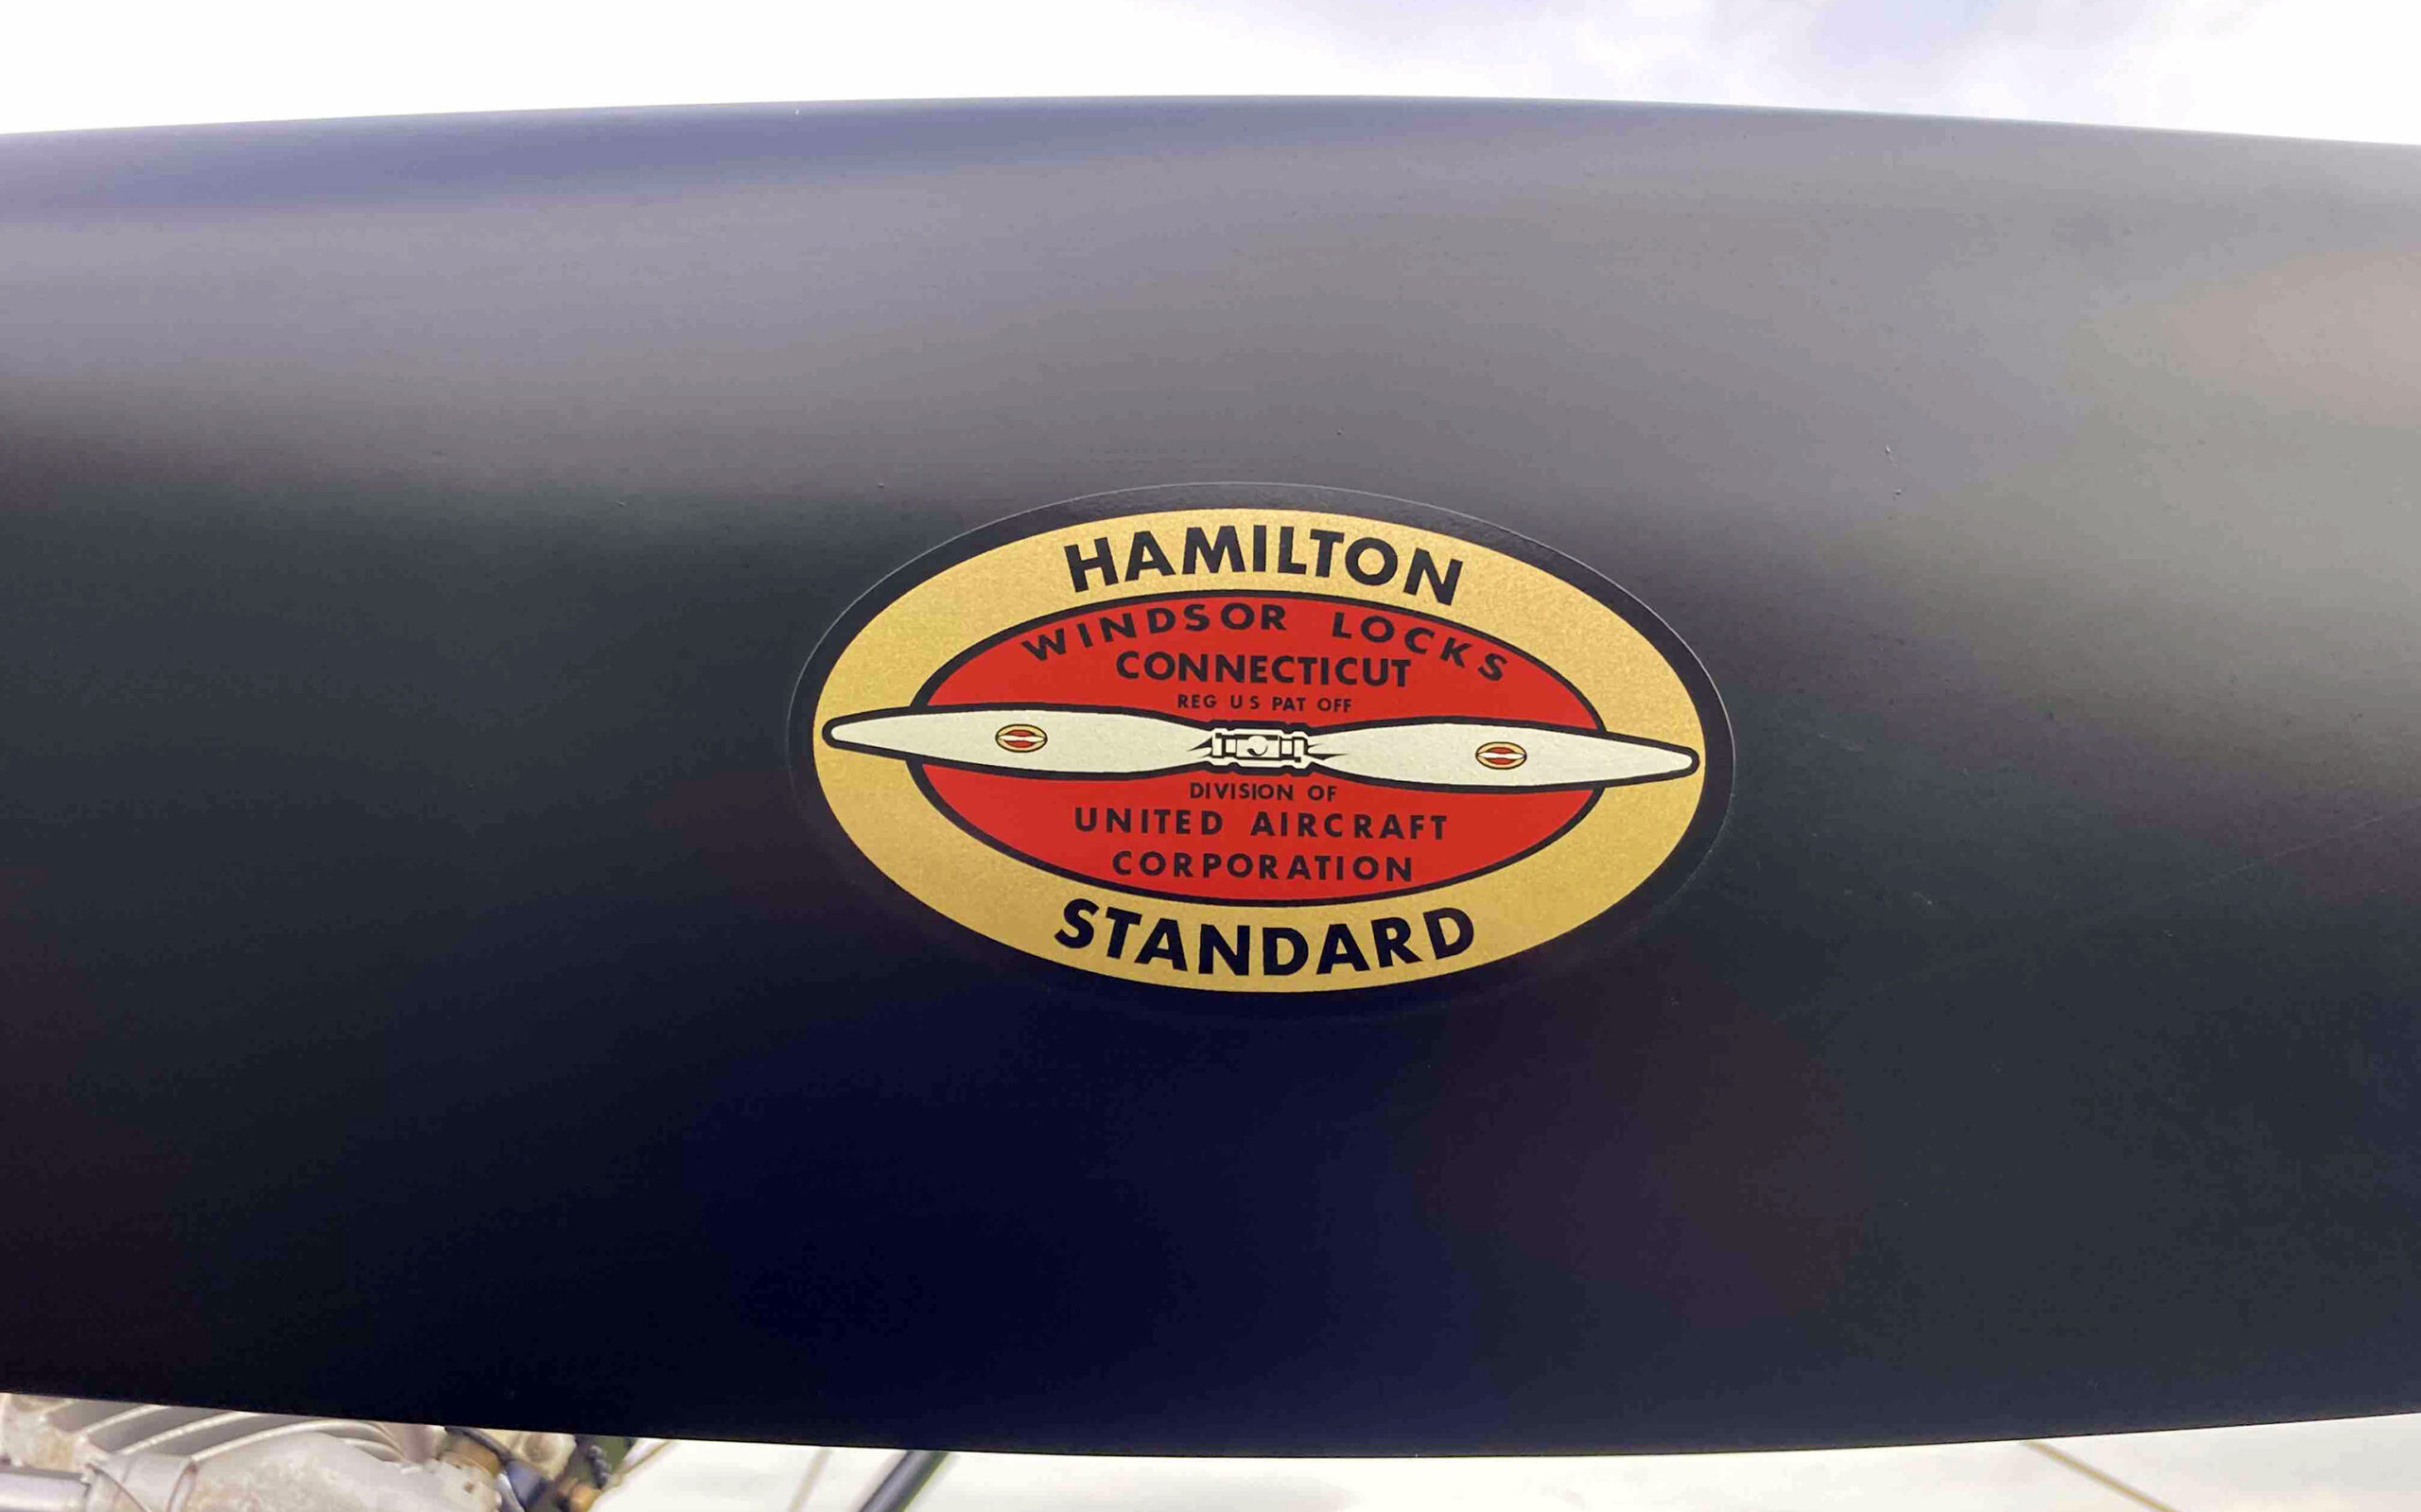 HAMILTON
WINDSOR LOCKS
CONNECTICUT
REG US PAT OFF
DIVISION OF
UNITED AIRCRAFT
CORPORATION
STANDARD